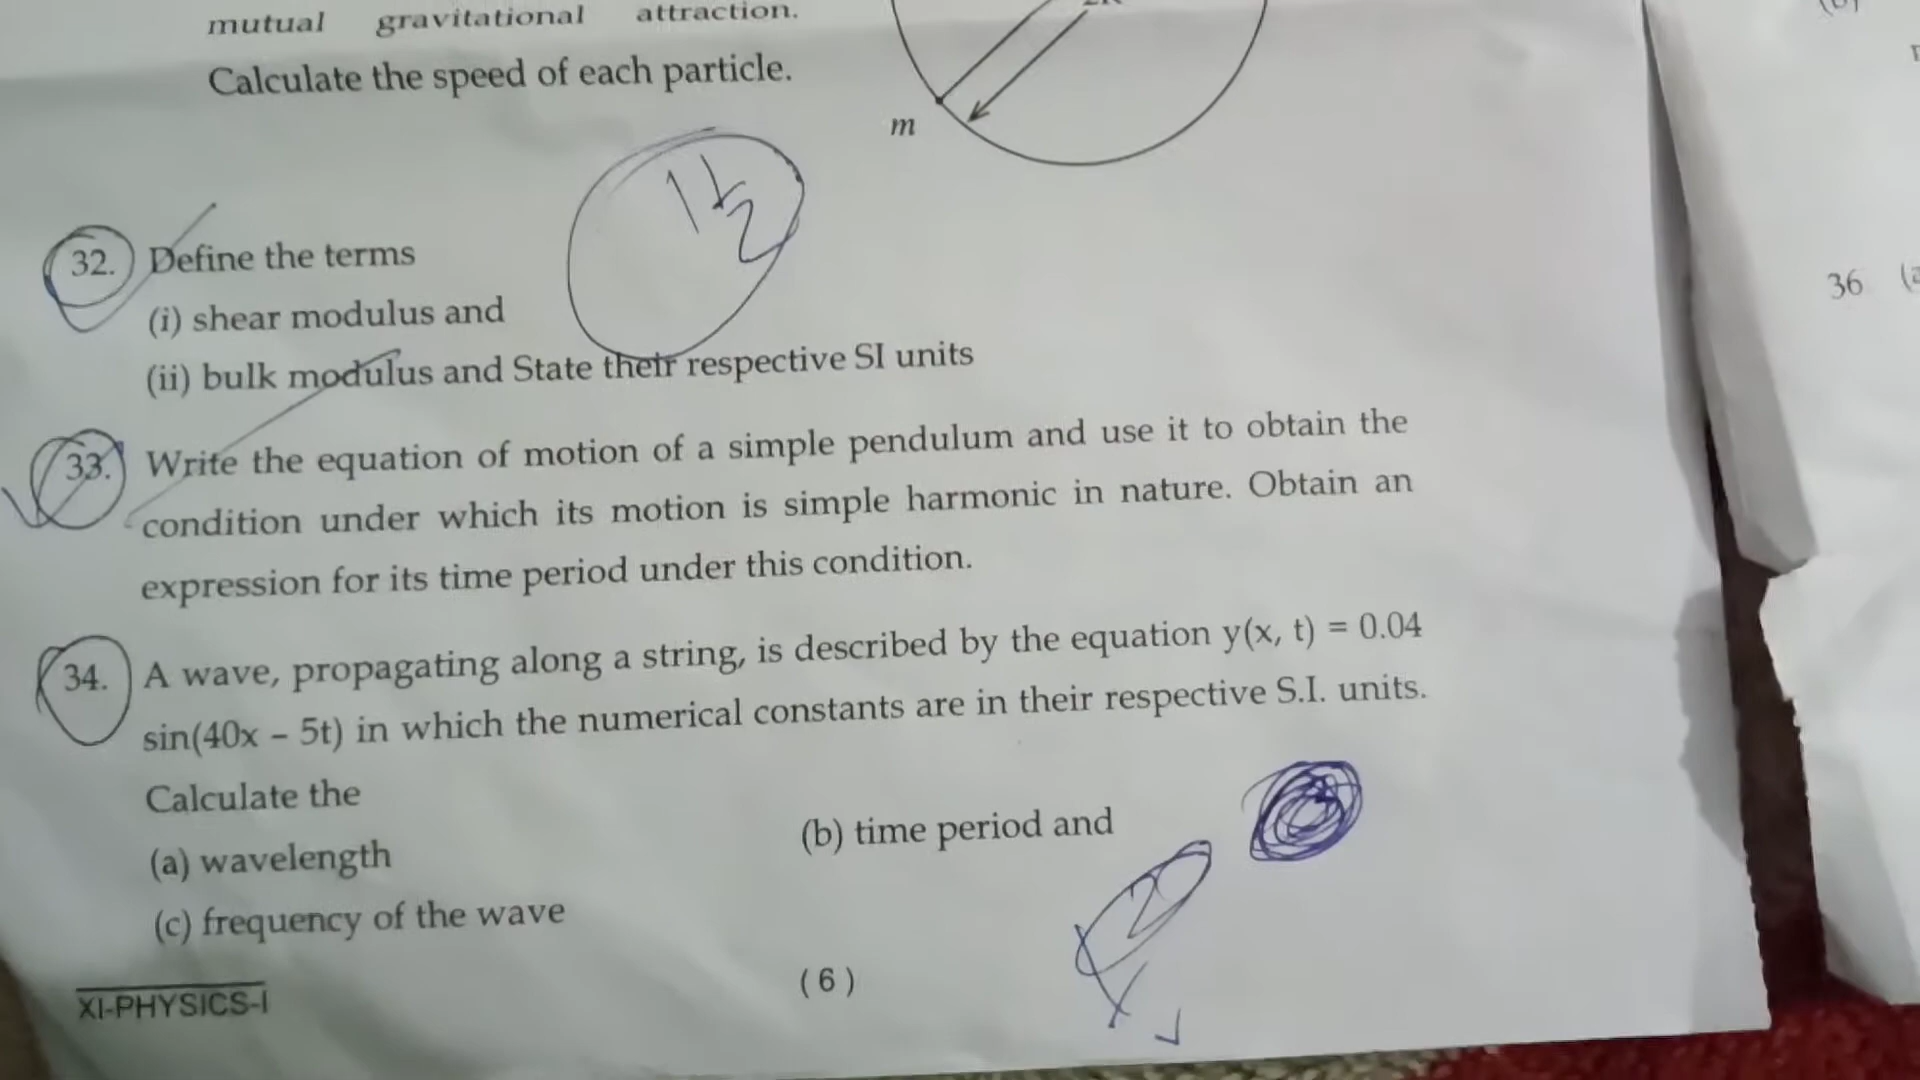 mutual gravitational attraction.
Calculate the speed of each particle.
m
1 1/2
32. Define the terms
(i) shear modulus and
(ii) bulk modulus and State their respective SI units
33. Write the equation of motion of a simple pendulum and use it to obtain the
condition under which its motion is simple harmonic in nature. Obtain an
expression for its time period under this condition.
34. A wave, propagating along a string, is described by the equation y(x, t) = 0.04
sin(40x – 5t) in which the numerical constants are in their respective S.I. units.
Calculate the
(a) wavelength
(b) time period and
(c) frequency of the wave
XI-PHYSICS-I
(6)
36